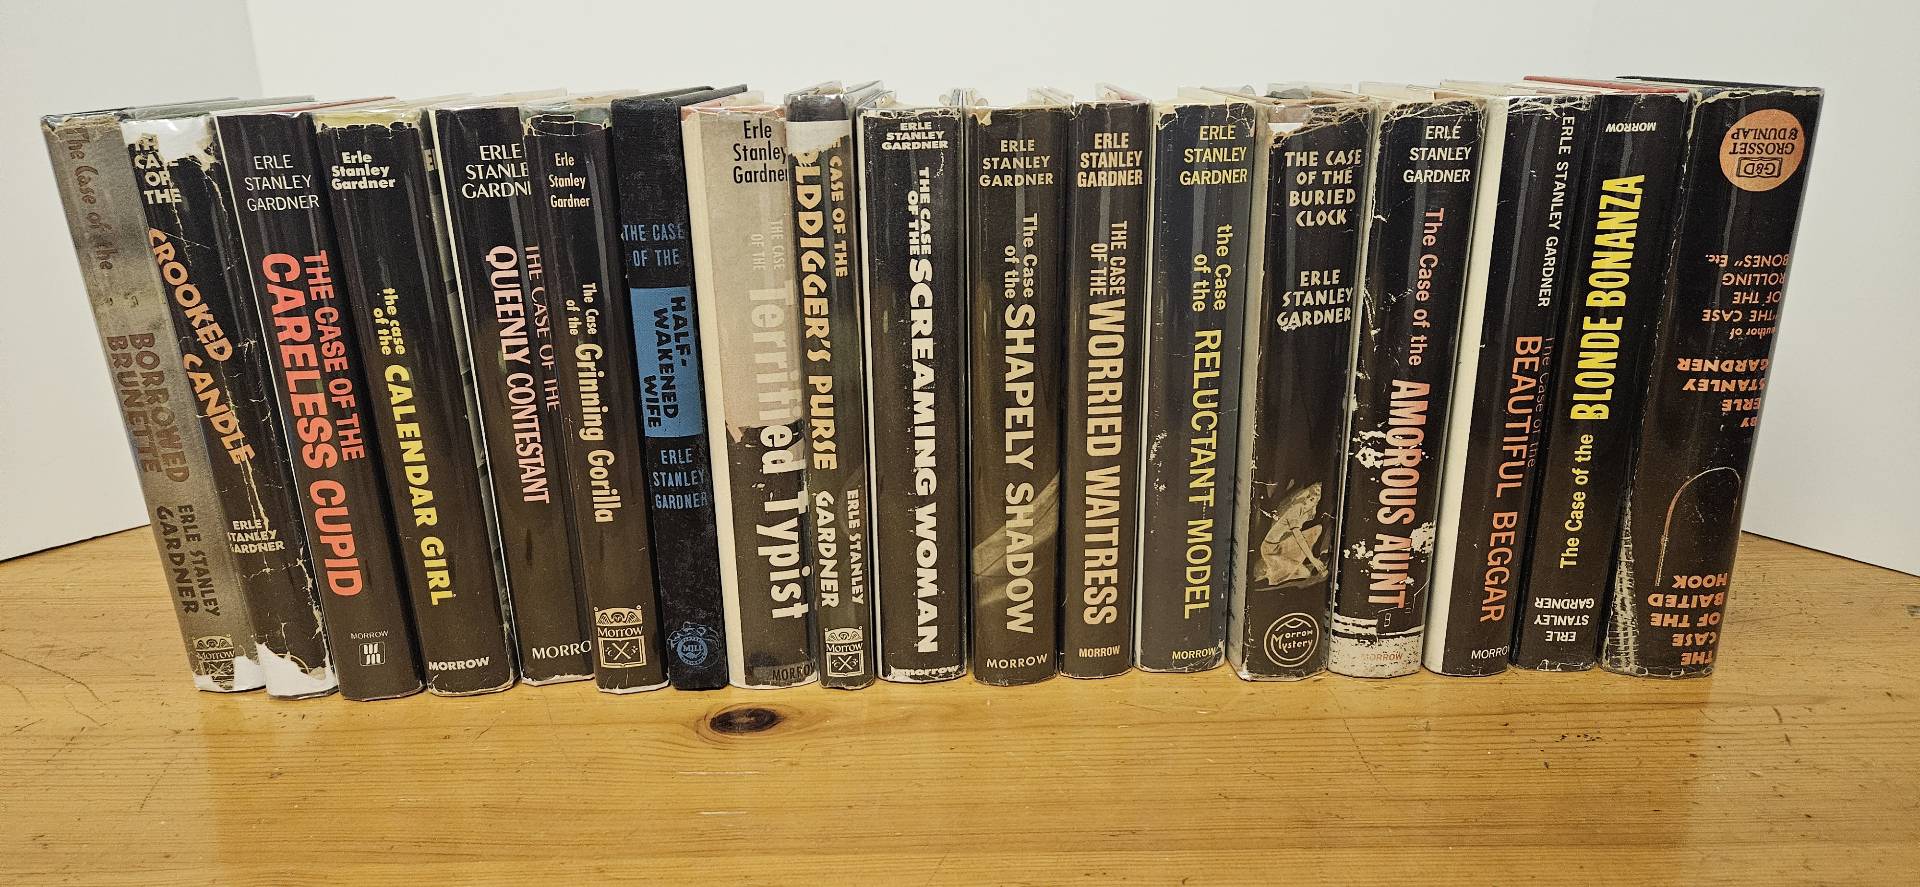 The Case of the
BORROWED
BRUNETTE
ERLE STANLEY
GARDNER
MORROW
CASE
OF
THE
CROOKED
CANDLE
ERLE
STANLEY
GARDNER
ERLE
STANLEY
GARDNER
THE CASE OF THE
CARELESS CUPID
MORROW
Erle
Stanley
Gardner
the case
of the
CALENDAR GIRL
MORROW
ERLE
STANLE
GARDNE
THE CASE OF THE
QUEENLY CONTESTANT
MORRO
Erle
Stanley
Gardner
The Case
of the
Grinning Gorilla
MORROW
THE CASE
OF THE
HALF-
WAKENED
WIFE
ERLE
STANLEY
GARDNER
MILL
Erle
Stanley
Gardner
THE CASE
OF THE
Terrified Typist
MORRO
CASE OF THE
OLDDIGGER'S PURSE
ERLE STANLEY
GARDNER
MORROW
ERLE
STANLEY
GARDNER
THE CASE
OF THE
SCREAMING WOMAN
morrow
ERLE
STANLEY
GARDNER
The Case
of the
SHAPELY SHADOW
MORROW
ERLE
STANLEY
GARDNER
THE CASE
OF THE
WORRIED WAITRESS
MORROW
ERLE
STANLEY
GARDNER
the Case
of the
RELUCTANT MODEL
MORROW
THE CASE
OF THE
BURIED
CLOCK
ERLE
STANLEY
GARDNER
Morrow
Mystery
ERLE
STANLEY
GARDNER
The Case of the
AMOROUS AUNT
MORROW
ERLE STANLEY GARDNER
The Case of the
BEAUTIFUL BEGGAR
MORRO
MORROW
The Case of the
BLONDE BONANZA
ERLE
STANLEY
GARDNER
THE
CASE
OF THE
BAITED
HOOK
BY
ERLE
STANLEY
GARDNER
author of
"THE CASE
OF THE
ROLLING
BONES" Etc.
G&D
GROSSET
& DUNLAP